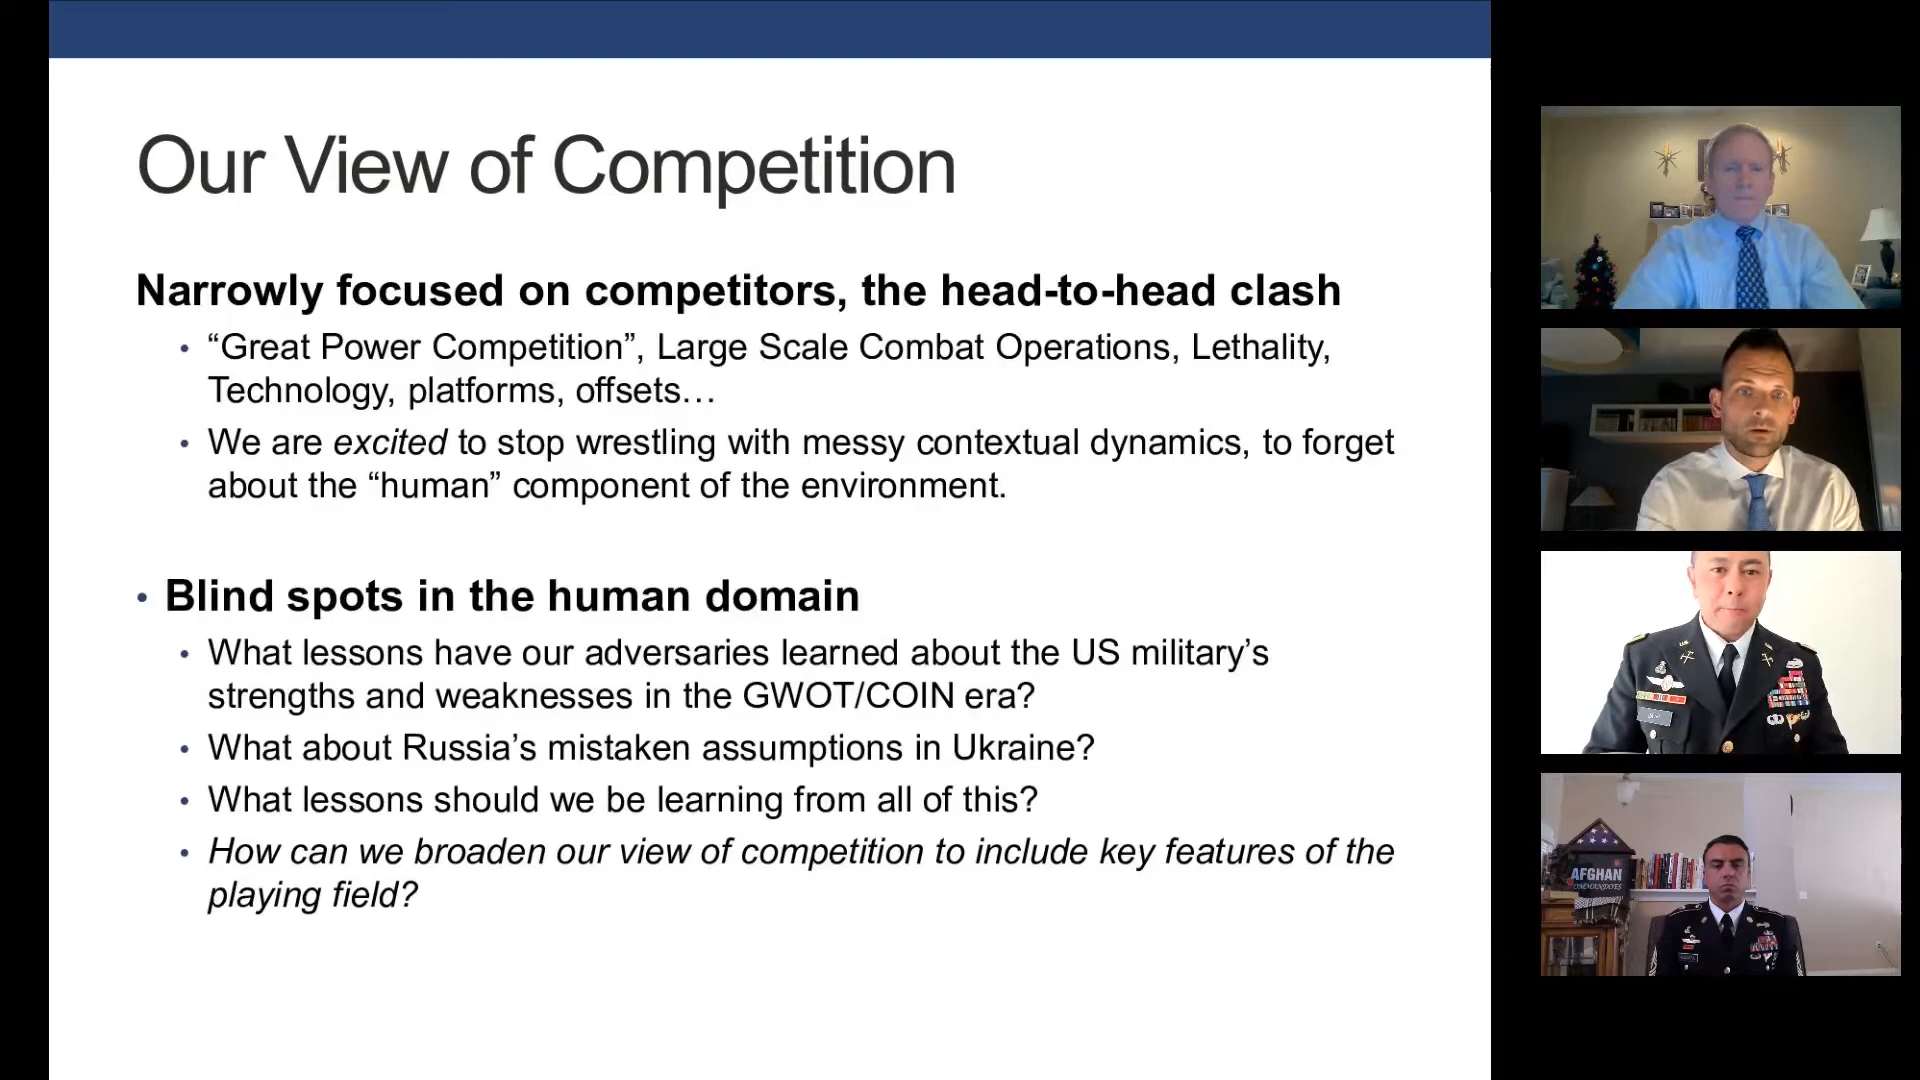 Our View of Competition
Narrowly focused on competitors, the head-to-head clash
• “Great Power Competition”, Large Scale Combat Operations, Lethality,
Technology, platforms, offsets…
• We are excited to stop wrestling with messy contextual dynamics, to forget
about the “human” component of the environment.
• Blind spots in the human domain
• What lessons have our adversaries learned about the US military’s
strengths and weaknesses in the GWOT/COIN era?
• What about Russia’s mistaken assumptions in Ukraine?
• What lessons should we be learning from all of this?
• How can we broaden our view of competition to include key features of the
playing field?
AFGHAN
COMMANDOES